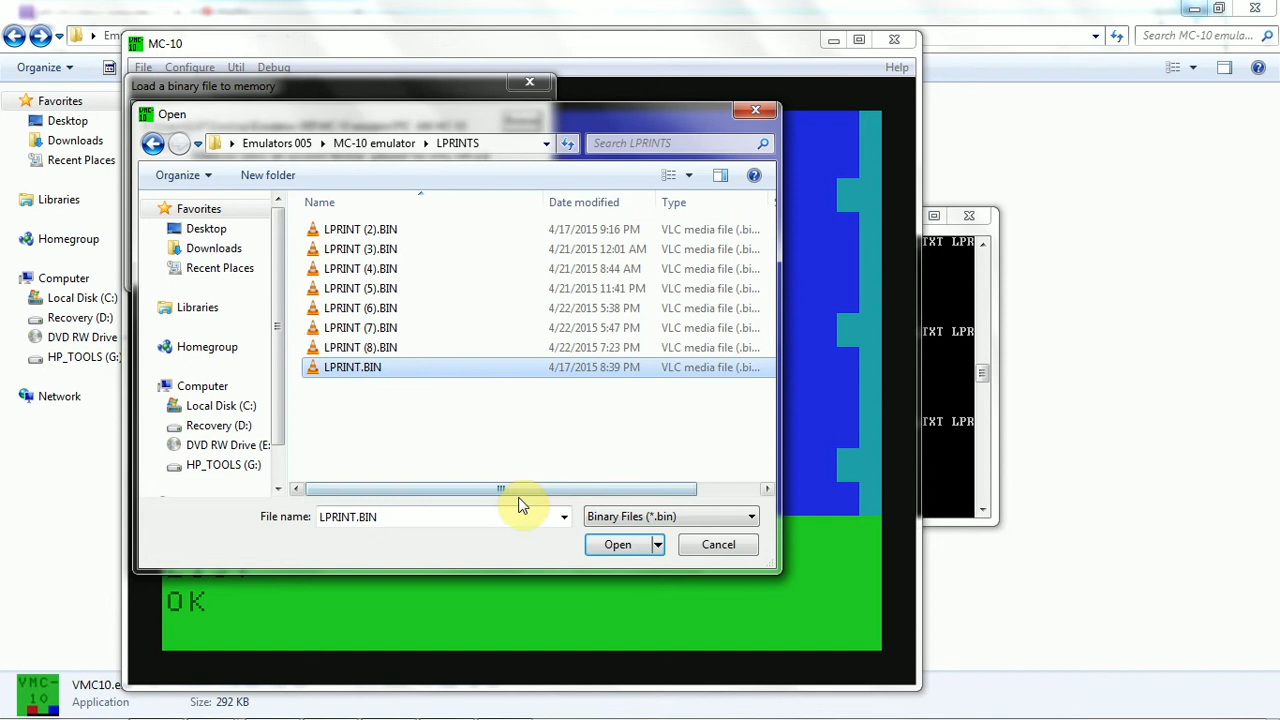 MC-10
File Configure Util Debug Help
Organize
Search MC-10 emula...
Favorites
Desktop
Downloads
Recent Places
Libraries
Homegroup
Computer
Local Disk (C:)
Recovery (D:)
DVD RW Drive (
HP_TOOLS (G:)
Network
Load a binary file to memory
Open
Emulators 005 MC-10 emulator LPRINTS
Search LPRINTS
Organize New folder
Favorites
Desktop
Downloads
Recent Places
Libraries
Homegroup
Computer
Local Disk (C:)
Recovery (D:)
DVD RW Drive (E:
HP_TOOLS (G:)
Name Date modified Type
LPRINT (2).BIN 4/17/2015 9:16 PM VLC media file (.bi...
LPRINT (3).BIN 4/21/2015 12:01 AM VLC media file (.bi...
LPRINT (4).BIN 4/21/2015 8:44 AM VLC media file (.bi...
LPRINT (5).BIN 4/21/2015 11:41 PM VLC media file (.bi...
LPRINT (6).BIN 4/22/2015 5:38 PM VLC media file (.bi...
LPRINT (7).BIN 4/22/2015 5:47 PM VLC media file (.bi...
LPRINT (8).BIN 4/22/2015 7:23 PM VLC media file (.bi...
LPRINT.BIN 4/17/2015 8:39 PM VLC media file (.bi...
File name: LPRINT.BIN Binary Files (*.bin)
Open Cancel
TXT LPR
TXT LPR
TXT LPR
OK
VMC 10
VMC10.e
Application Size: 292 KB